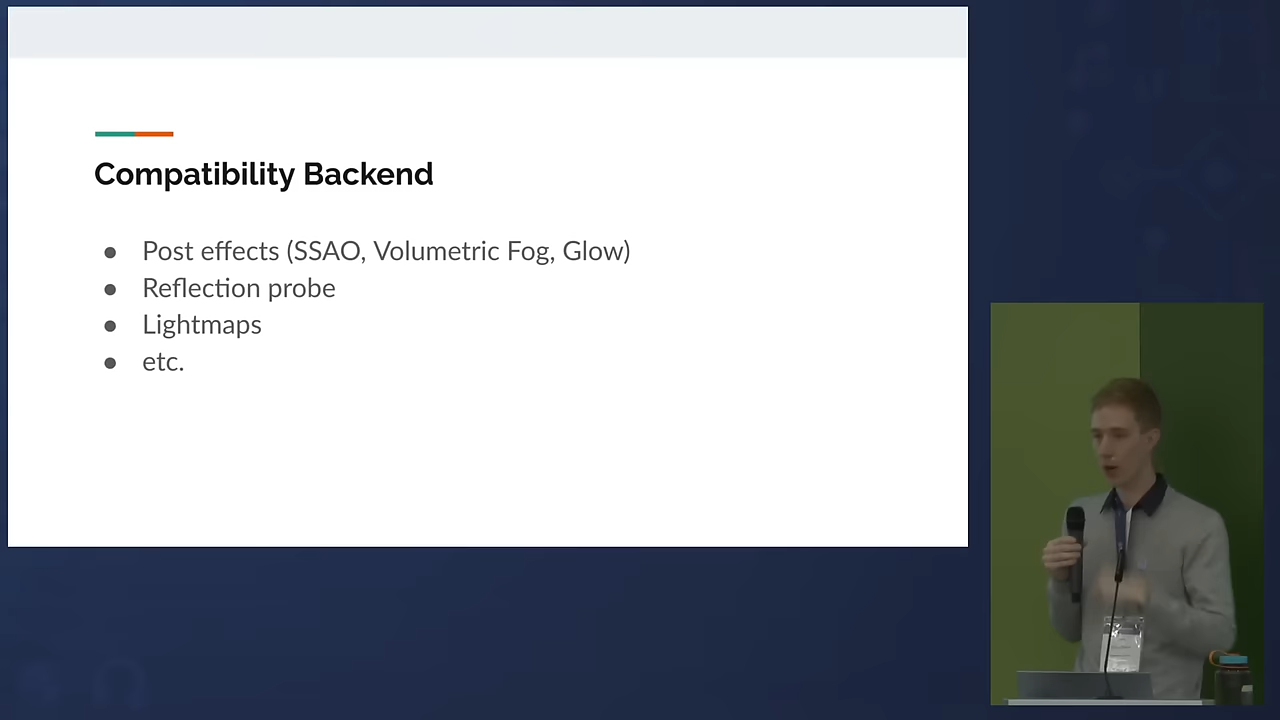 Compatibility Backend
● Post effects (SSAO, Volumetric Fog, Glow)
● Reflection probe
● Lightmaps
● etc.